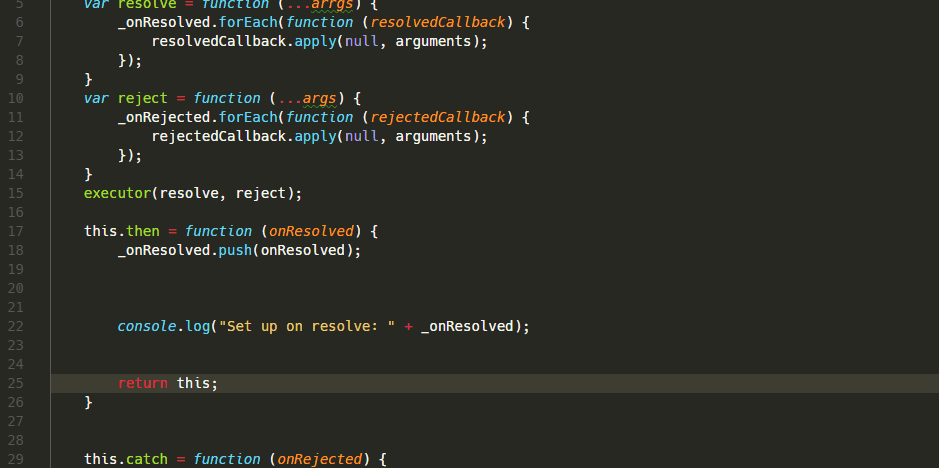 5 var resolve = function (...arrgs) {
6 _onResolved.forEach(function (resolvedCallback) {
7 resolvedCallback.apply(null, arguments);
8 });
9 }
10 var reject = function (...args) {
11 _onRejected.forEach(function (rejectedCallback) {
12 rejectedCallback.apply(null, arguments);
13 });
14 }
15 executor(resolve, reject);
16
17 this.then = function (onResolved) {
18 _onResolved.push(onResolved);
19
20
21
22 console.log("Set up on resolve: " + _onResolved);
23
24
25 return this;
26 }
27
28
29 this.catch = function (onRejected) {